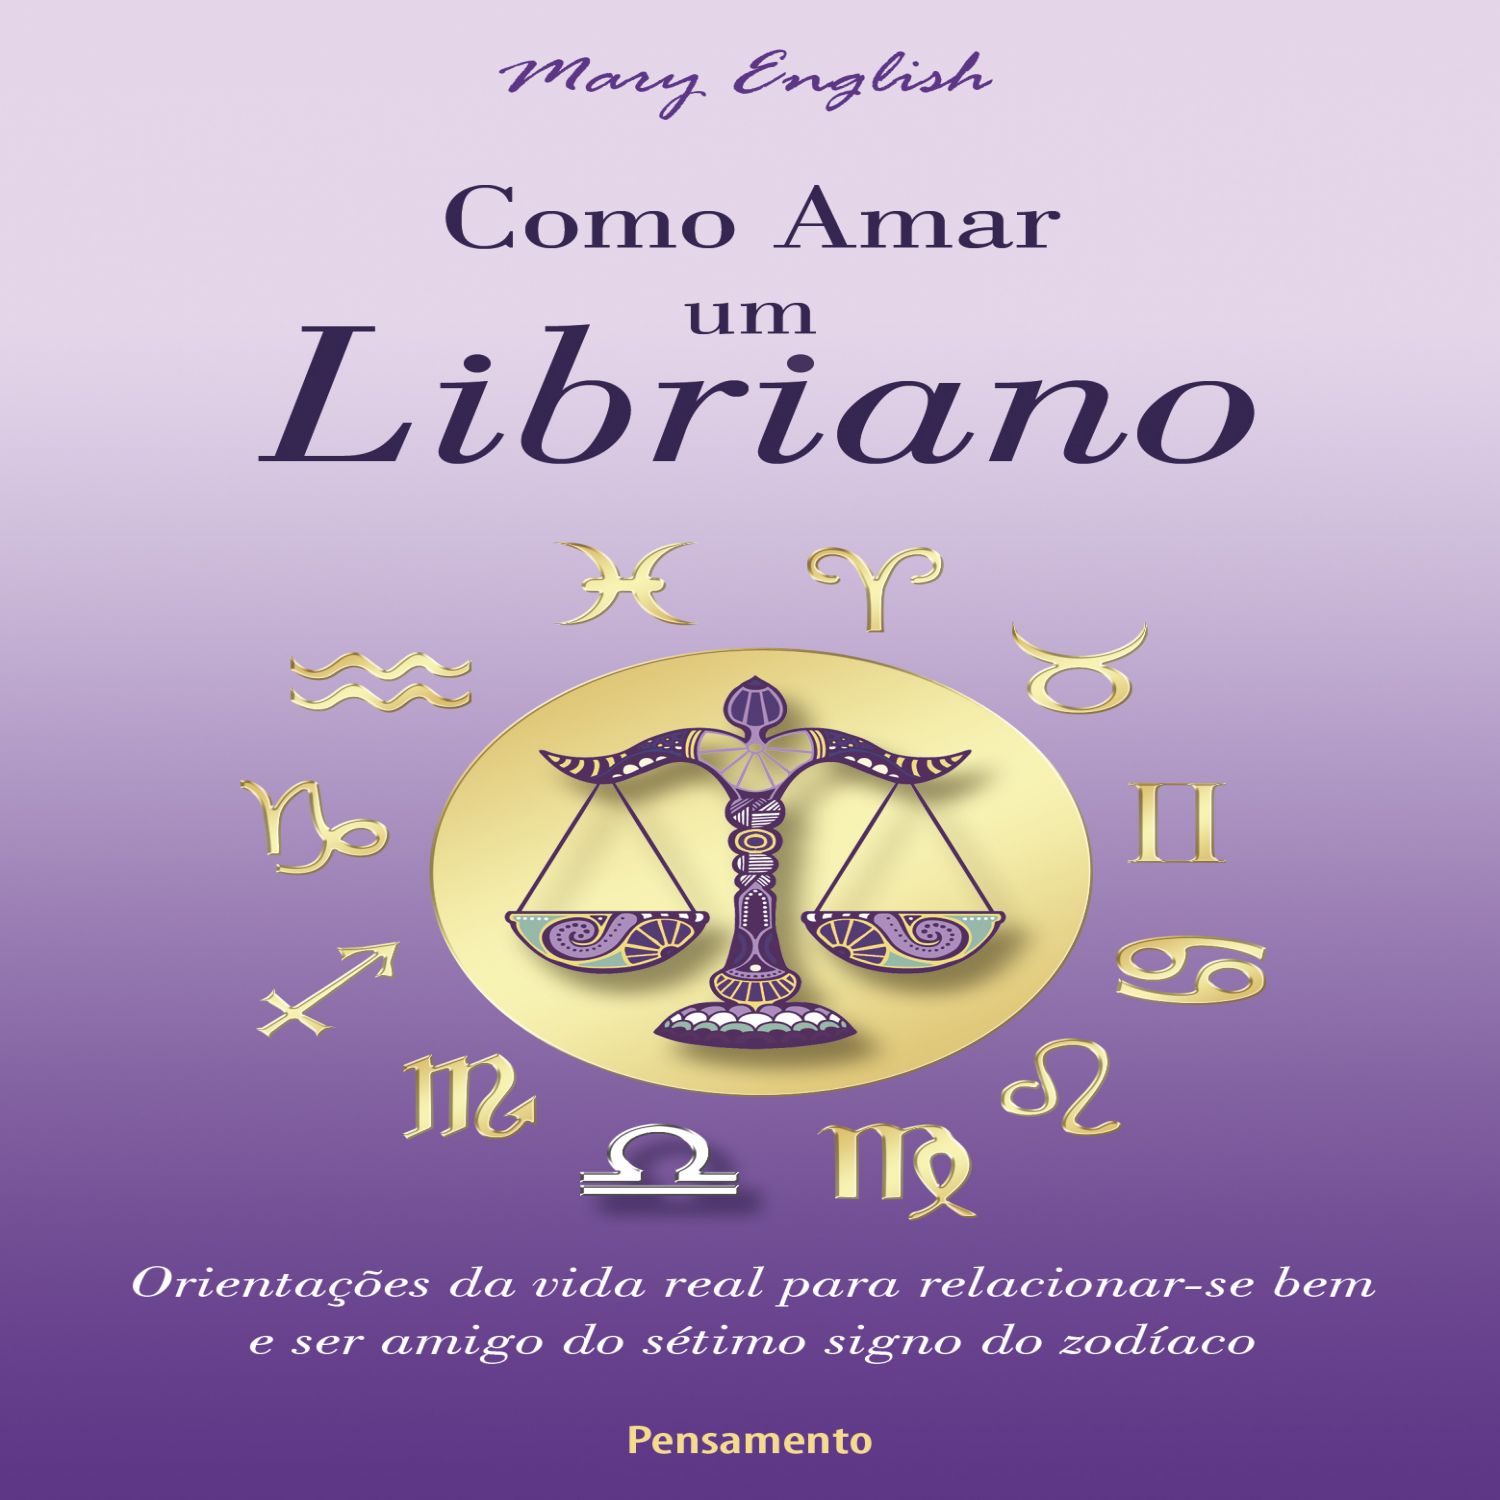 Mary English
Como Amar
um
Libriano
Orientações da vida real para relacionar-se bem
e ser amigo do sétimo signo do zodíaco
Pensamento